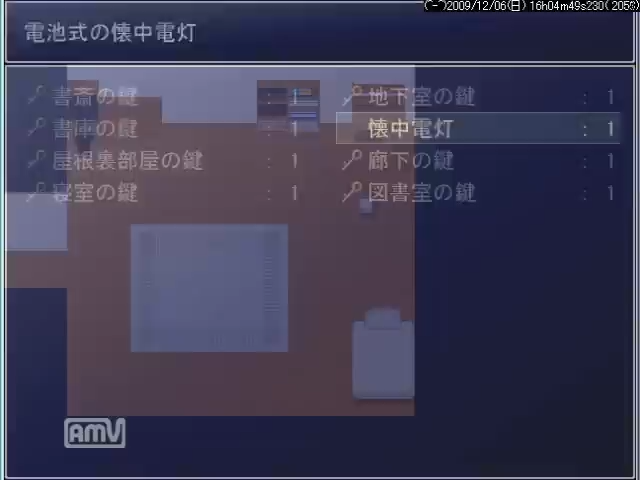 (｀-´)2009/12/06(日) 16h04m49s230( 205
電池式の懐中電灯
書斎の鍵 : 1 地下室の鍵 : 1
書庫の鍵 : 1 懐中電灯 : 1
屋根裏部屋の鍵 : 1 廊下の鍵 : 1
寝室の鍵 : 1 図書室の鍵 : 1
AMV